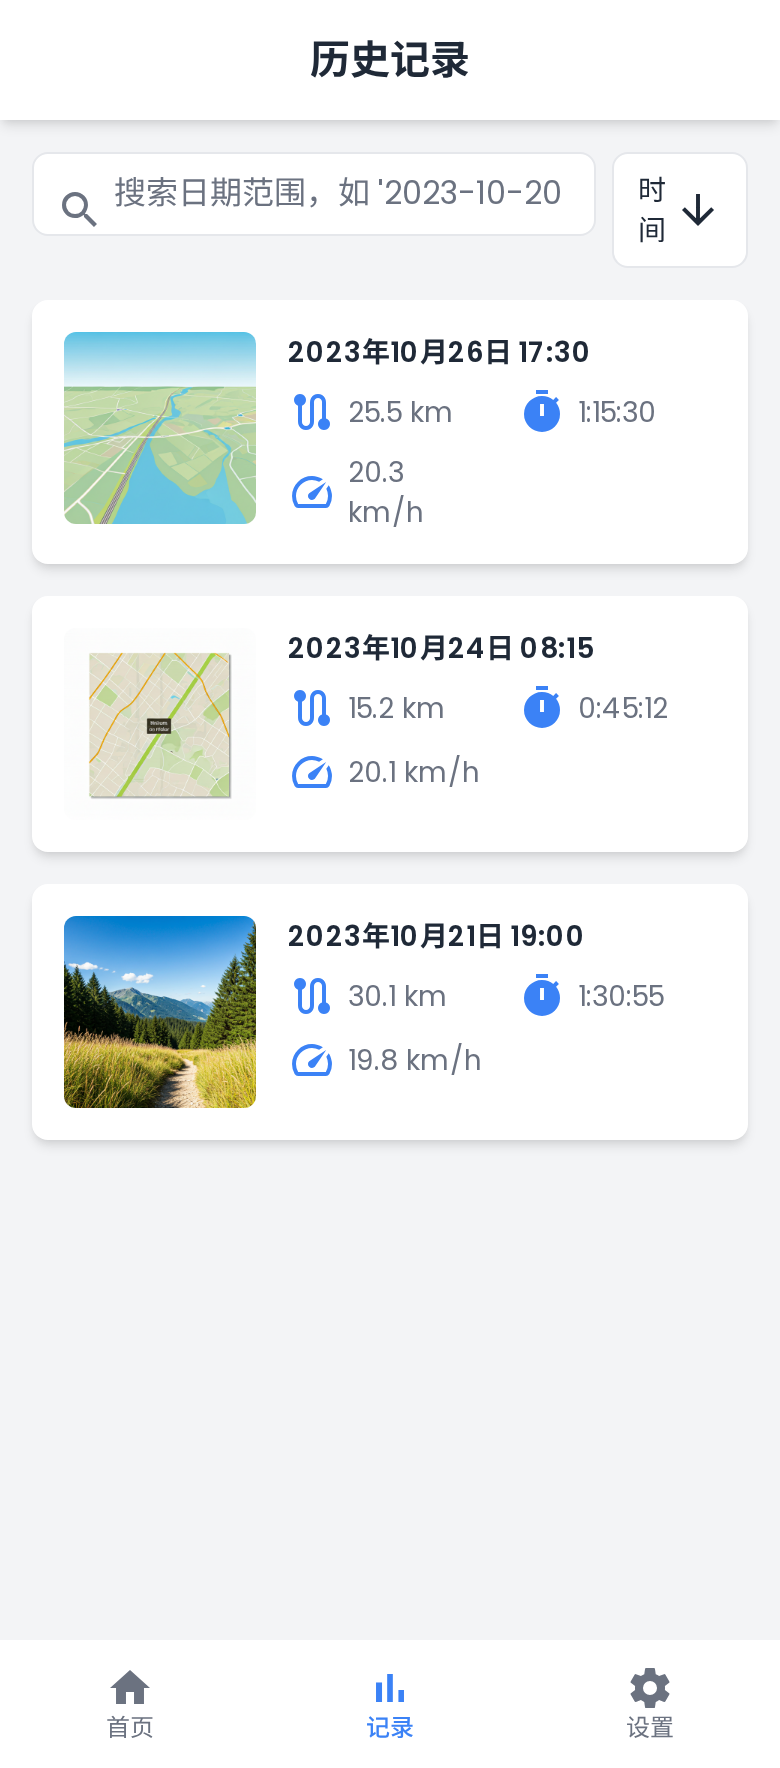 历史记录
搜索日期范围，如 '2023-10-20
时
间
2023年10月26日 17:30
25.5 km
1:15:30
20.3
km/h
2023年10月24日 08:15
15.2 km
0:45:12
20.1 km/h
2023年10月21日 19:00
30.1 km
1:30:55
19.8 km/h
首页
记录
设置